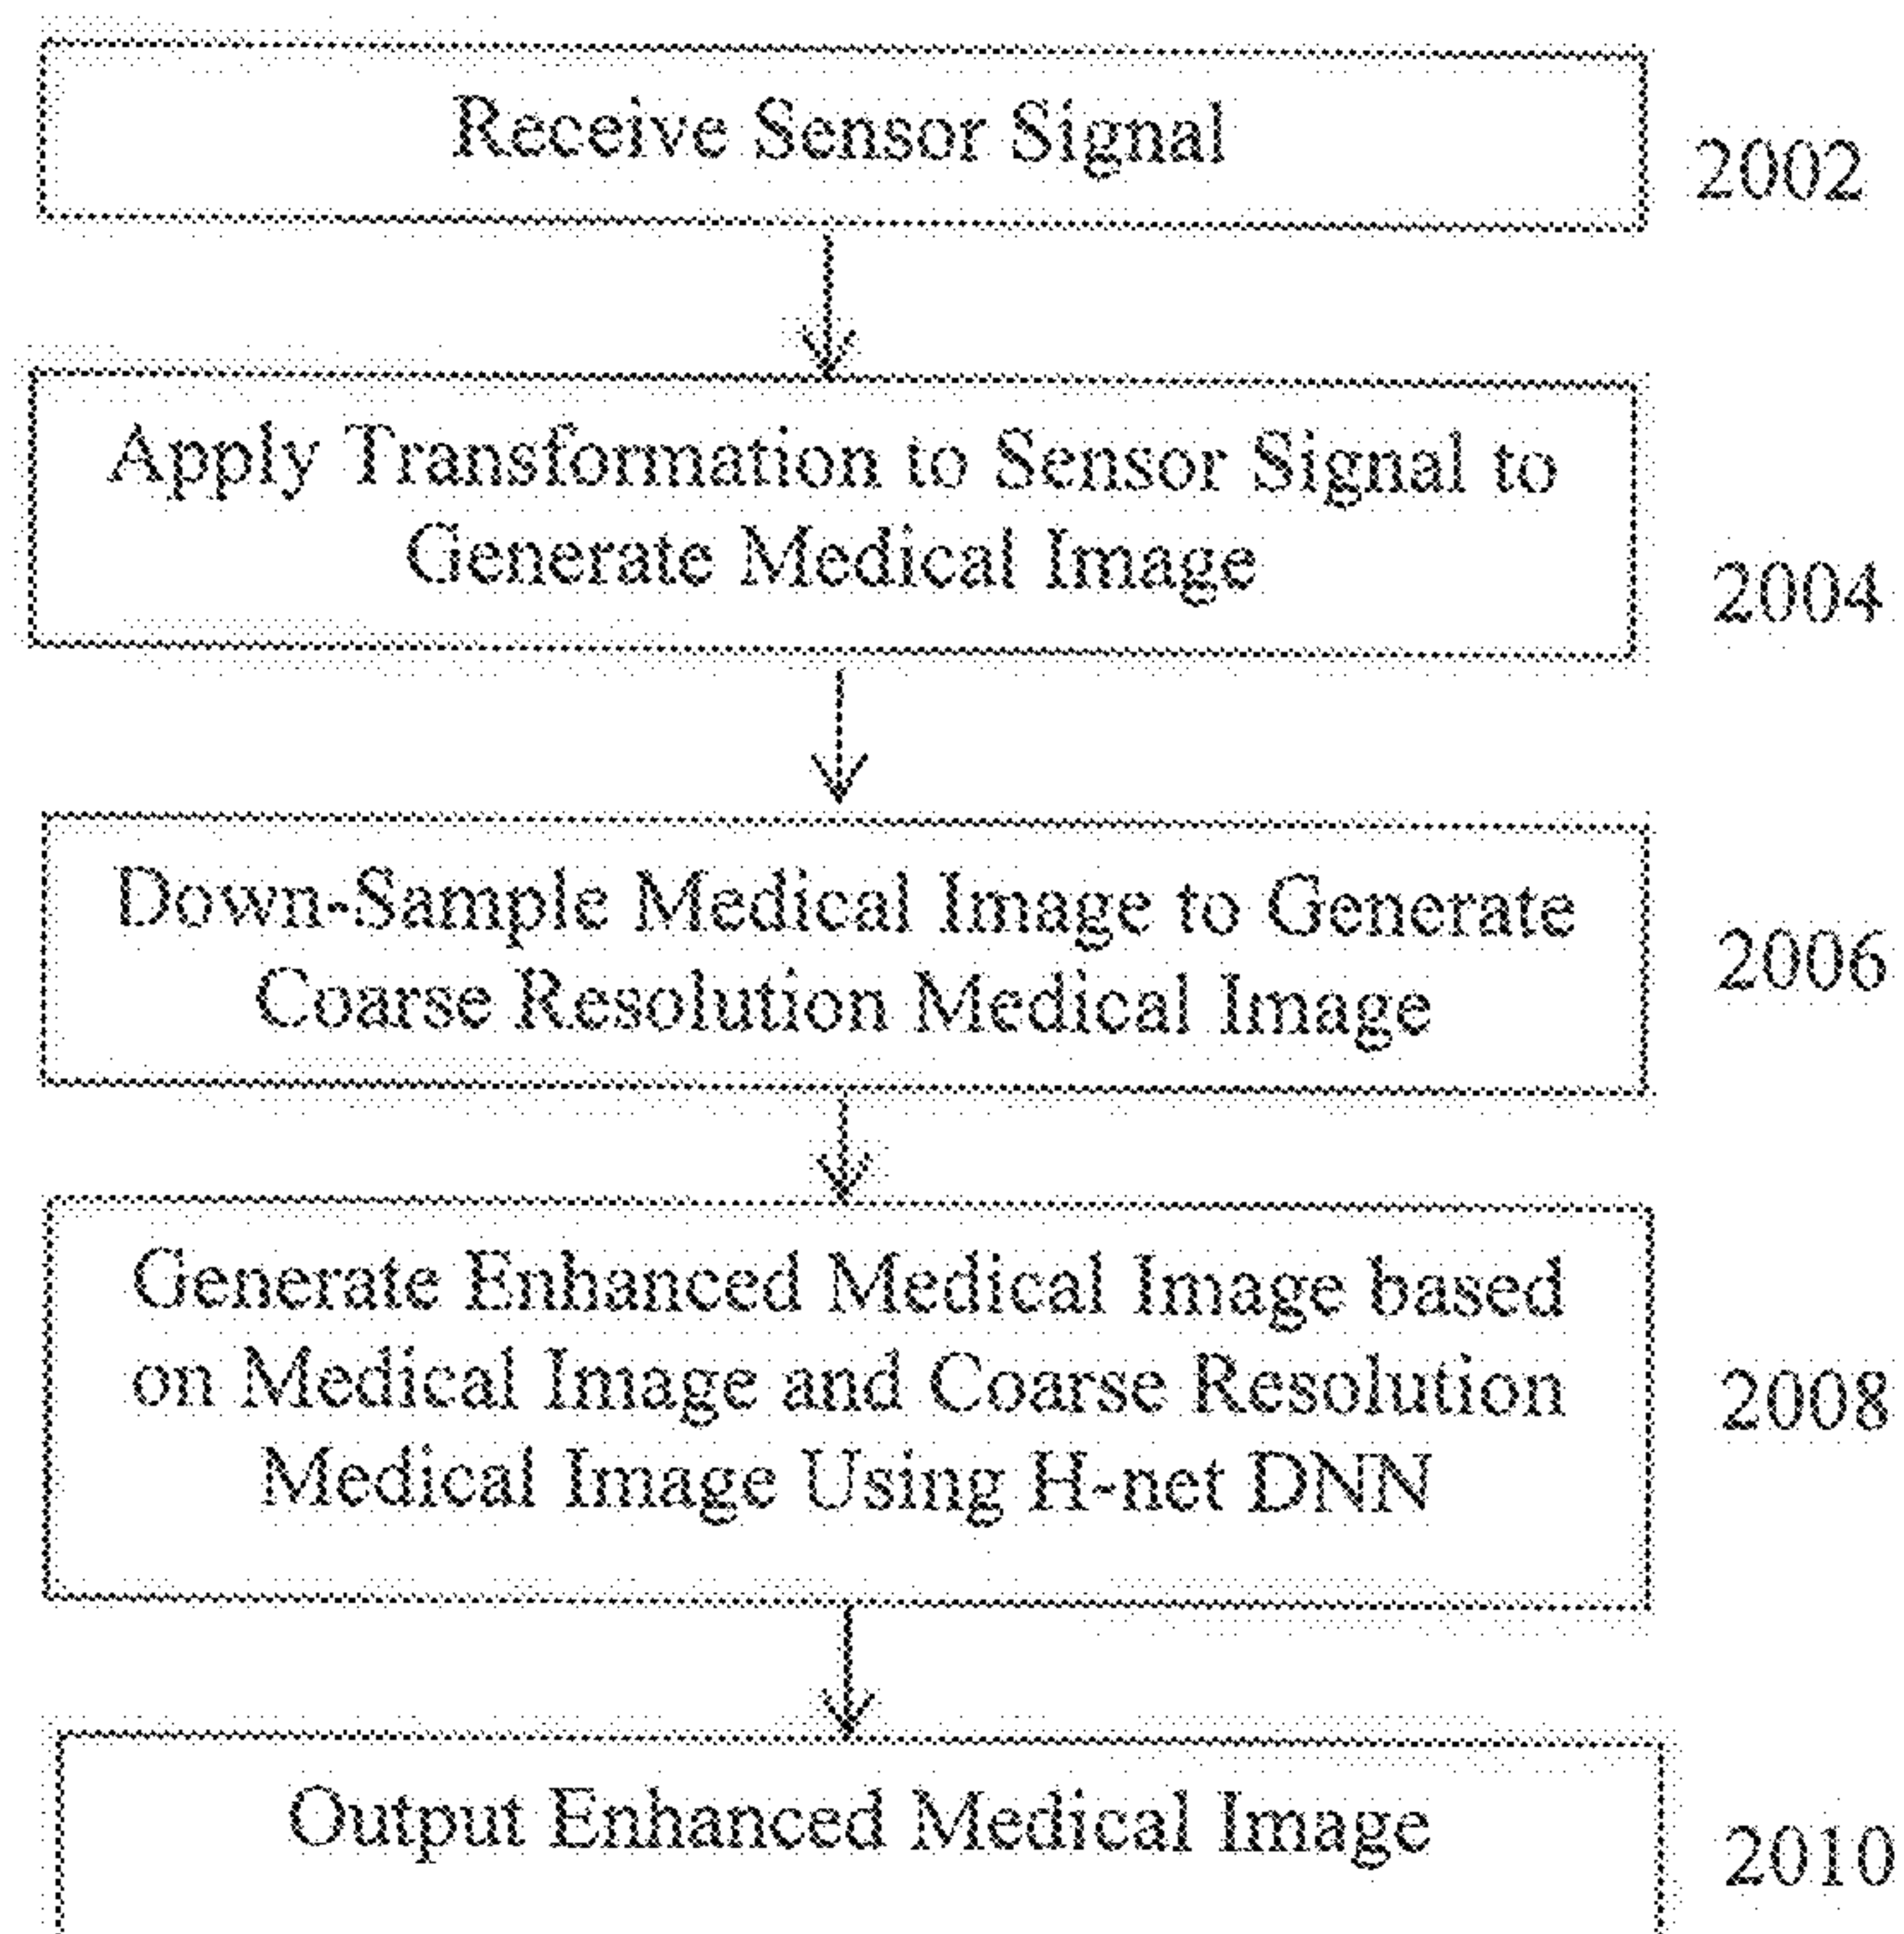 Receive Sensor Signal
2002
Apply Transformation to Sensor Signal to
Generate Medical Image
2004
Down-Sample Medical Image to Generate
Coarse Resolution Medical Image
2006
Generate Enhanced Medical Image based
on Medical Image and Coarse Resolution
Medical Image Using H-net DNN
2008
Output Enhanced Medical Image
2010